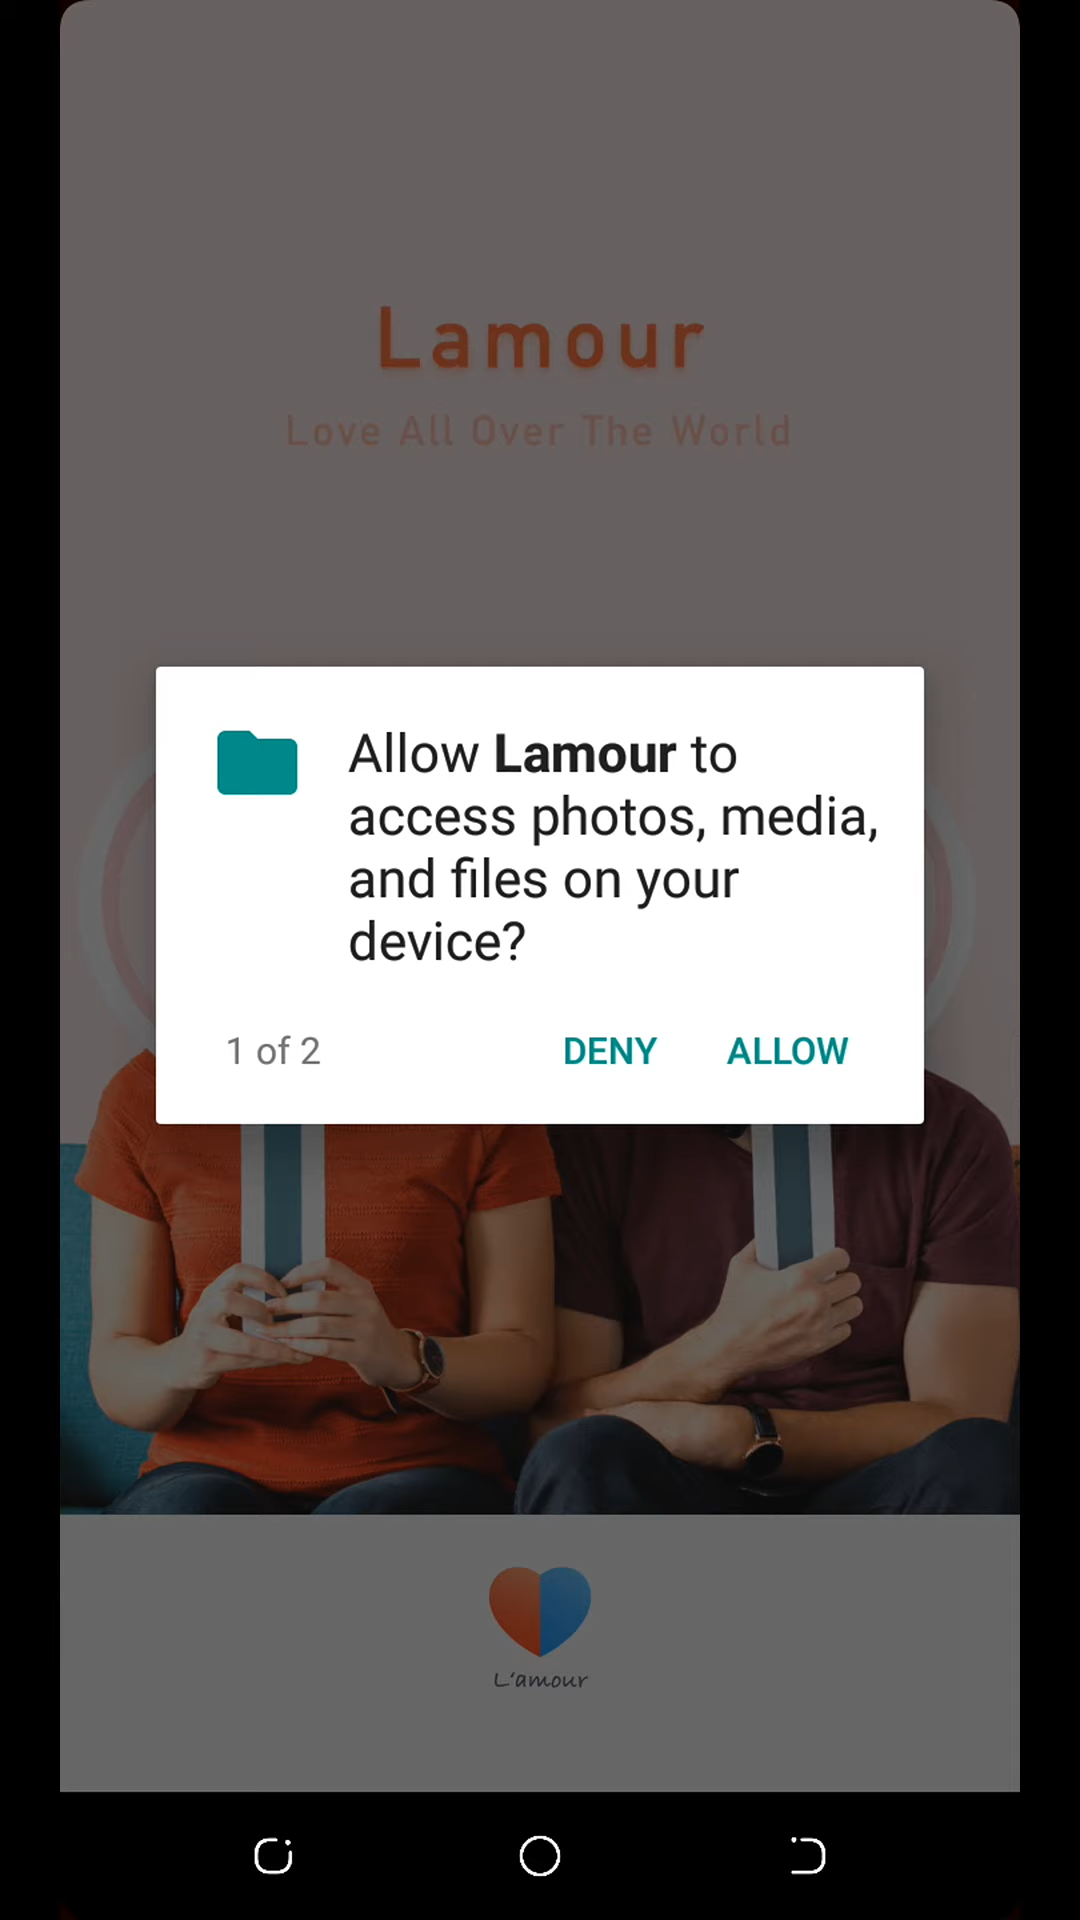 Lamour
Love All Over The World
Allow Lamour to
access photos, media,
and files on your
device?
1 of 2
DENY
ALLOW
L'amour